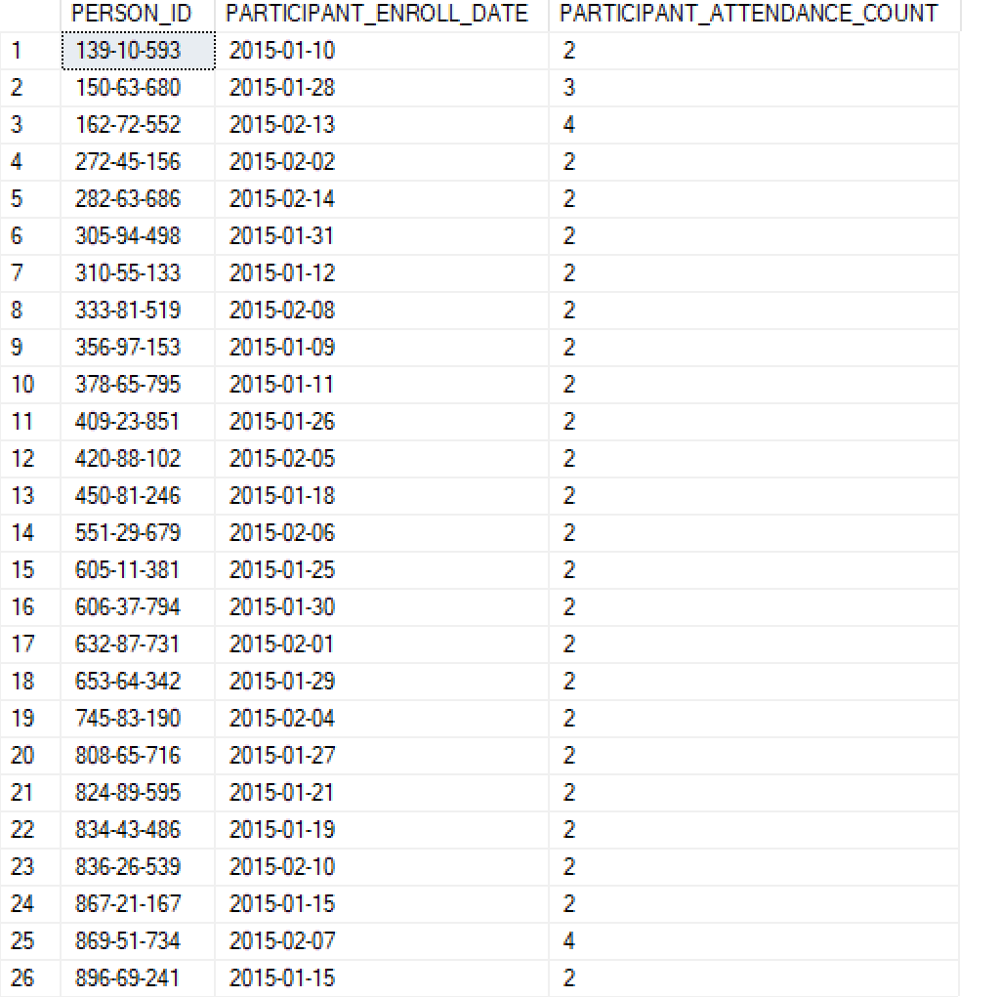 PERSON_ID PARTICIPANT_ENROLL_DATE PARTICIPANT_ATTENDANCE_COUNT
1 139-10-593 2015-01-10 2
2 150-63-680 2015-01-28 3
3 162-72-552 2015-02-13 4
4 272-45-156 2015-02-02 2
5 282-63-686 2015-02-14 2
6 305-94-498 2015-01-31 2
7 310-55-133 2015-01-12 2
8 333-81-519 2015-02-08 2
9 356-97-153 2015-01-09 2
10 378-65-795 2015-01-11 2
11 409-23-851 2015-01-26 2
12 420-88-102 2015-02-05 2
13 450-81-246 2015-01-18 2
14 551-29-679 2015-02-06 2
15 605-11-381 2015-01-25 2
16 606-37-794 2015-01-30 2
17 632-87-731 2015-02-01 2
18 653-64-342 2015-01-29 2
19 745-83-190 2015-02-04 2
20 808-65-716 2015-01-27 2
21 824-89-595 2015-01-21 2
22 834-43-486 2015-01-19 2
23 836-26-539 2015-02-10 2
24 867-21-167 2015-01-15 2
25 869-51-734 2015-02-07 4
26 896-69-241 2015-01-15 2